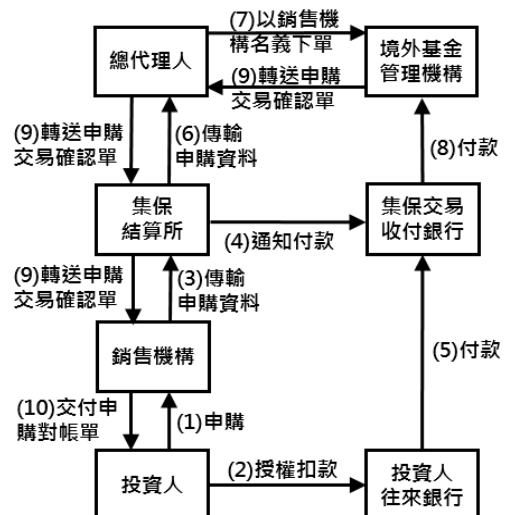 (7)以銷售機
構名義下單
總代理人
境外基金
管理機構
(9)轉送申購
交易確認單
(9)轉送申購
交易確認單
(6)傳輸
申購資料
(8)付款
集保
結算所
集保交易
收付銀行
(4)通知付款
(9)轉送申購
交易確認單
(3)傳輸
申購資料
銷售機構
(5)付款
(10)交付申
購對帳單
(1)申購
(2)授權扣款
投資人
投資人
往來銀行